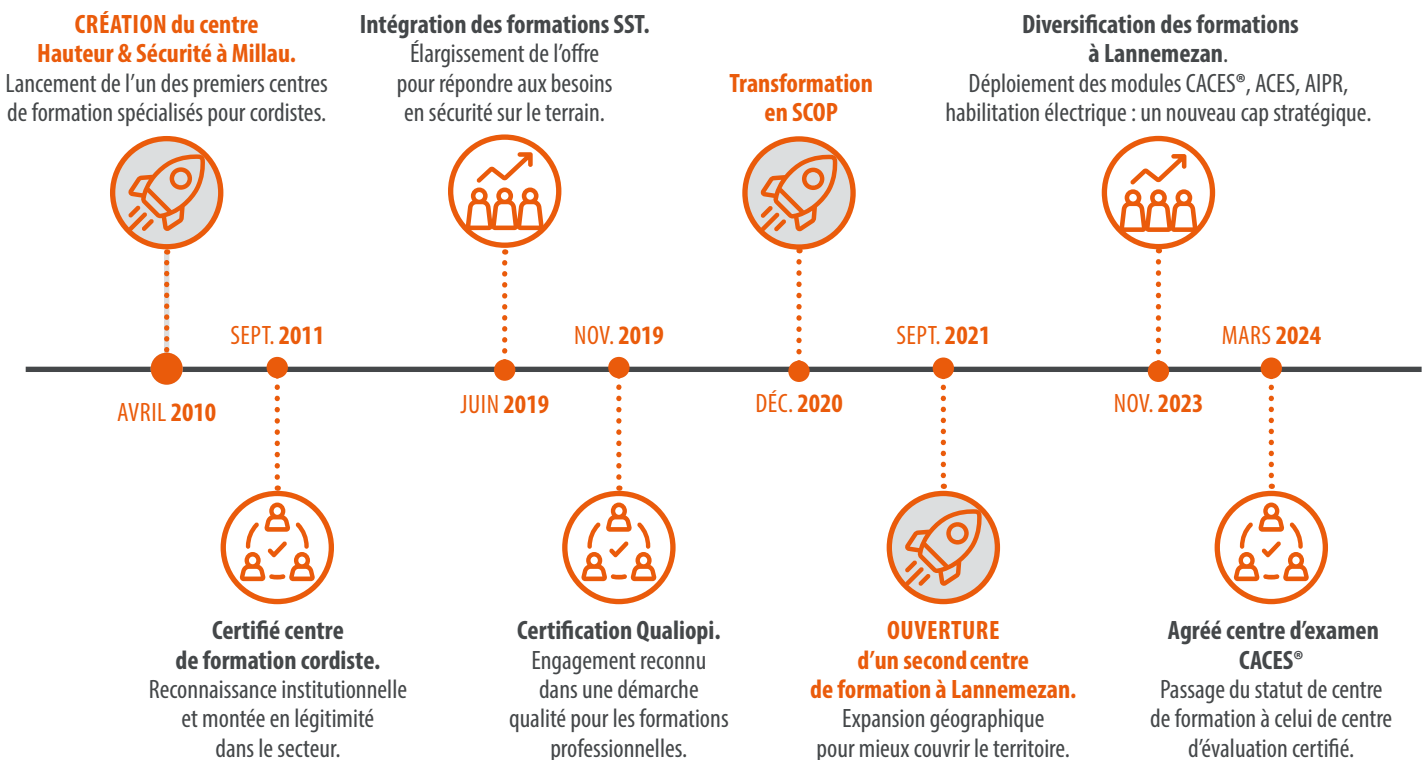 CRÉATION du centre
Hauteur & Sécurité à Millau.
Lancement de l'un des premiers centres
de formation spécialisés pour cordistes.
Intégration des formations SST.
Élargissement de l'offre
pour répondre aux besoins
en sécurité sur le terrain.
Transformation
en SCOP
Diversification des formations
à Lannemezan.
Déploiement des modules CACES®, ACES, AIPR,
habilitation électrique : un nouveau cap stratégique.
SEPT. 2011
NOV. 2019
SEPT. 2021
MARS 2024
AVRIL 2010
JUIN 2019
DÉC. 2020
NOV. 2023
Certifié centre
de formation cordiste.
Reconnaissance institutionnelle
et montée en légitimité
dans le secteur.
Certification Qualiopi.
Engagement reconnu
dans une démarche
qualité pour les formations
professionnelles.
OUVERTURE
d'un second centre
de formation à Lannemezan.
Expansion géographique
pour mieux couvrir le territoire.
Agréé centre d'examen
CACES®
Passage du statut de centre
de formation à celui de centre
d'évaluation certifié.